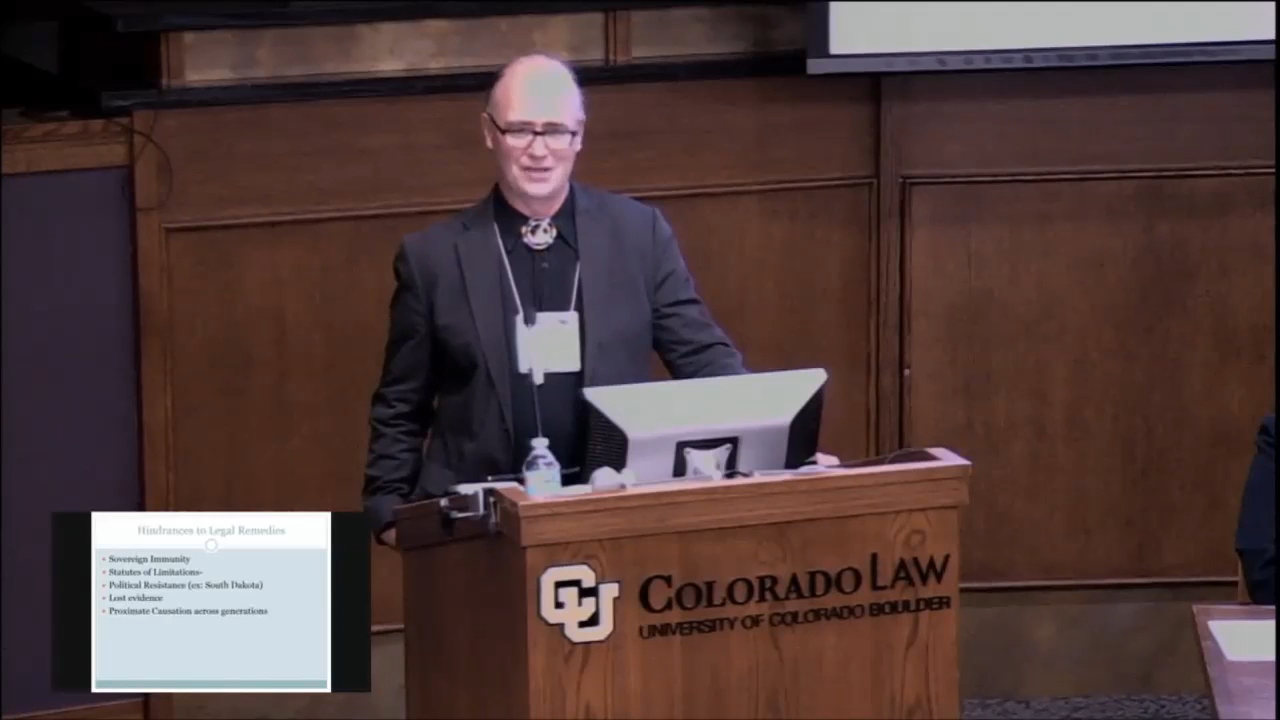 Hindrances to Legal Remedies
• Sovereign Immunity
• Statutes of Limitations-
• Political Resistance (ex: South Dakota)
• Lost evidence
• Proximate Causation across generations
CU
COLORADO LAW
UNIVERSITY OF COLORADO BOULDER